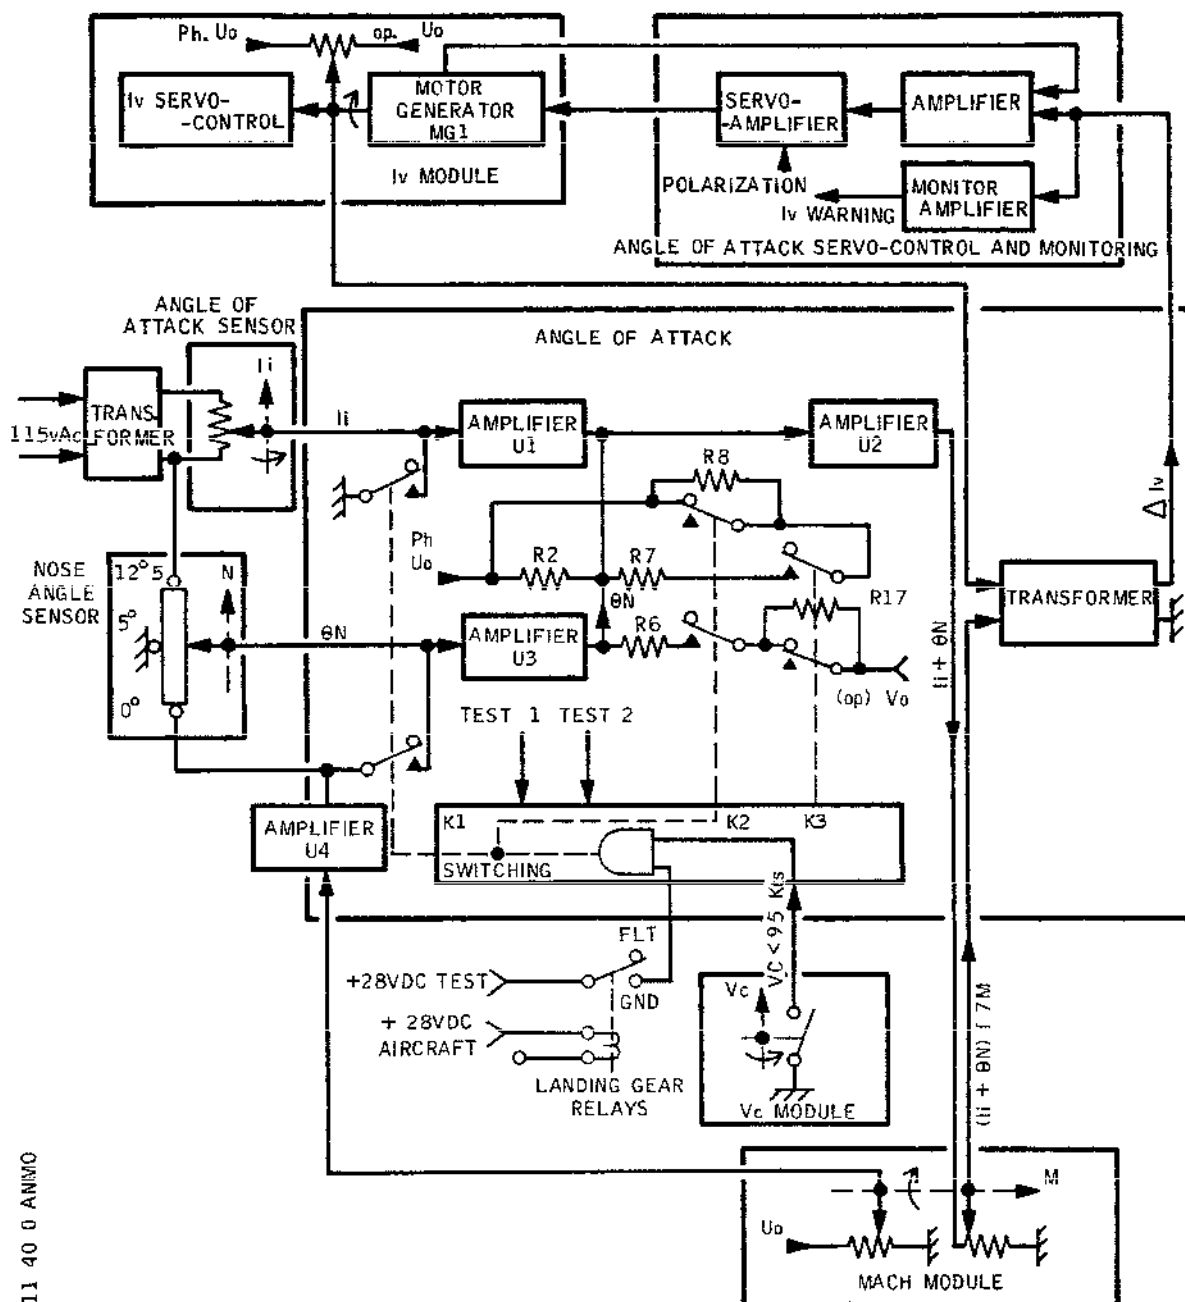 Ph. Uo
op.
Uo
Iv SERVO-
-CONTROL
MOTOR
GENERATOR
MG1
Iv MODULE
SERVO-
-AMPLIFIER
AMPLIFIER
POLARIZATION
Iv WARNING
MONITOR
AMPLIFIER
ANGLE OF ATTACK SERVO-CONTROL AND MONITORING
ANGLE OF
ATTACK SENSOR
ANGLE OF ATTACK
TRANS
FORMER
115vAc
Ii
Ii
AMPLIFIER
U1
AMPLIFIER
U2
R8
Δ Iv
NOSE
ANGLE
SENSOR
12°5
5°
0°
N
Ph
Uo
R2
R7
θN
R17
TRANSFORMER
θN
AMPLIFIER
U3
R6
(op) Vo
Ii + θN
TEST 1
TEST 2
AMPLIFIER
U4
K1
K2
K3
SWITCHING
VC < 95 Kts
FLT
+28VDC TEST
GND
+ 28VDC
AIRCRAFT
LANDING GEAR
RELAYS
Vc
Vc MODULE
(Ii + θN) f 7M
M
Uo
MACH MODULE
11 40 0 ANMO